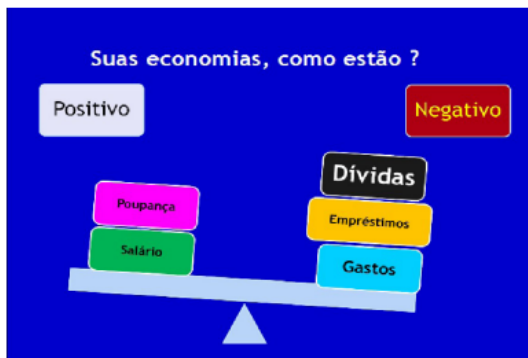 Suas economias, como estão ?
Positivo
Negativo
Poupança
Salário
Dívidas
Empréstimos
Gastos